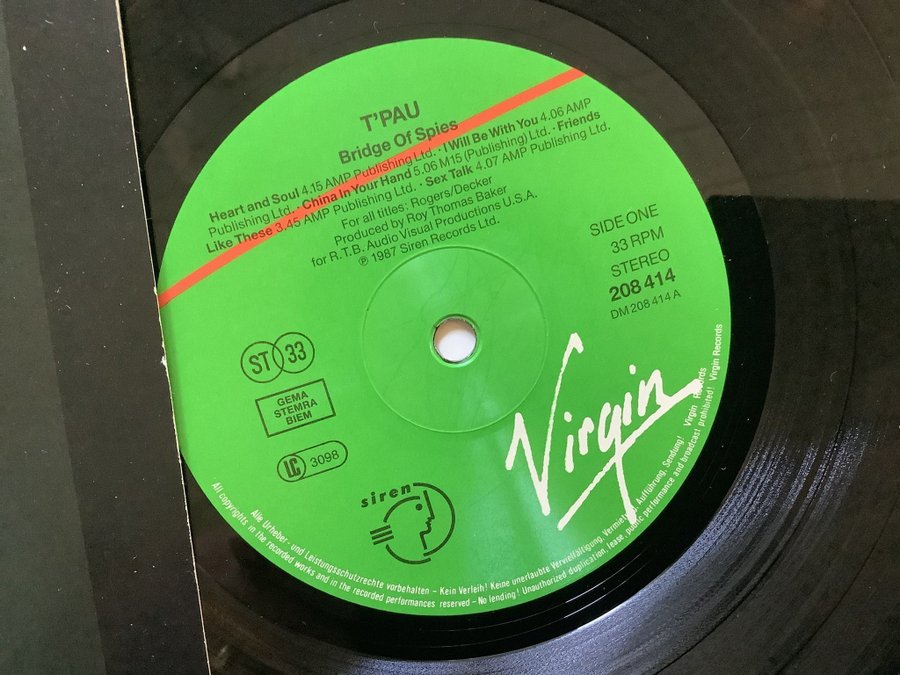 T'PAU
Bridge Of Spies
Heart and Soul 4.15 AMP Publishing Ltd. · I Will Be With You 4.06 AMP
Publishing Ltd. · China In Your Hand 5.06 M15 (Publishing) Ltd. · Friends
Like These 3.45 AMP Publishing Ltd. · Sex Talk 4.07 AMP Publishing Ltd.
For all titles: Rogers/Decker
Produced by Roy Thomas Baker
for R.T.B. Audio Visual Productions U.S.A.
℗ 1987 Siren Records Ltd.
SIDE ONE
33 RPM
STEREO
208 414
DM 208 414 A
ST 33
GEMA
STEMRA
BIEM
LC 3098
siren
Virgin
Alle Urheber- und Leistungsschutzrechte vorbehalten – Kein Verleih! Keine unerlaubte Vervielfältigung, Vermietung, Aufführung, Sendung! Virgin Records
All copyrights in the recorded works and in the recorded performances reserved – No lending! Unauthorized duplication, lease, public performance and broadcast prohibited! Virgin Records